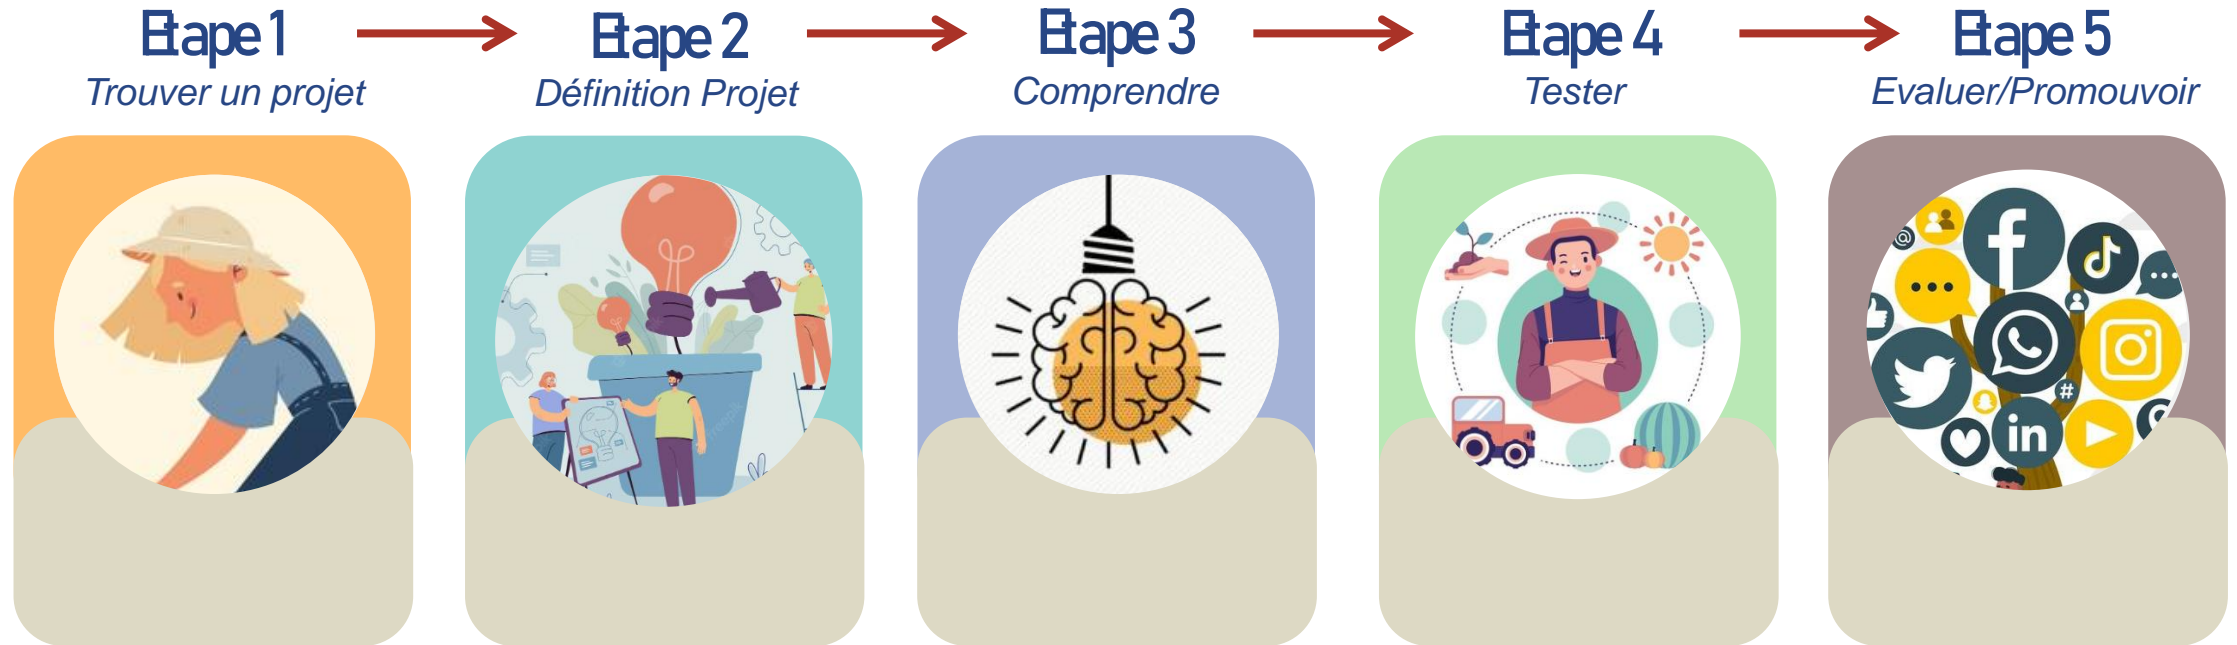 Etape 1
Trouver un projet
Etape 2
Définition Projet
Etape 3
Comprendre
Etape 4
Tester
Etape 5
Evaluer/Promouvoir
@
#
in